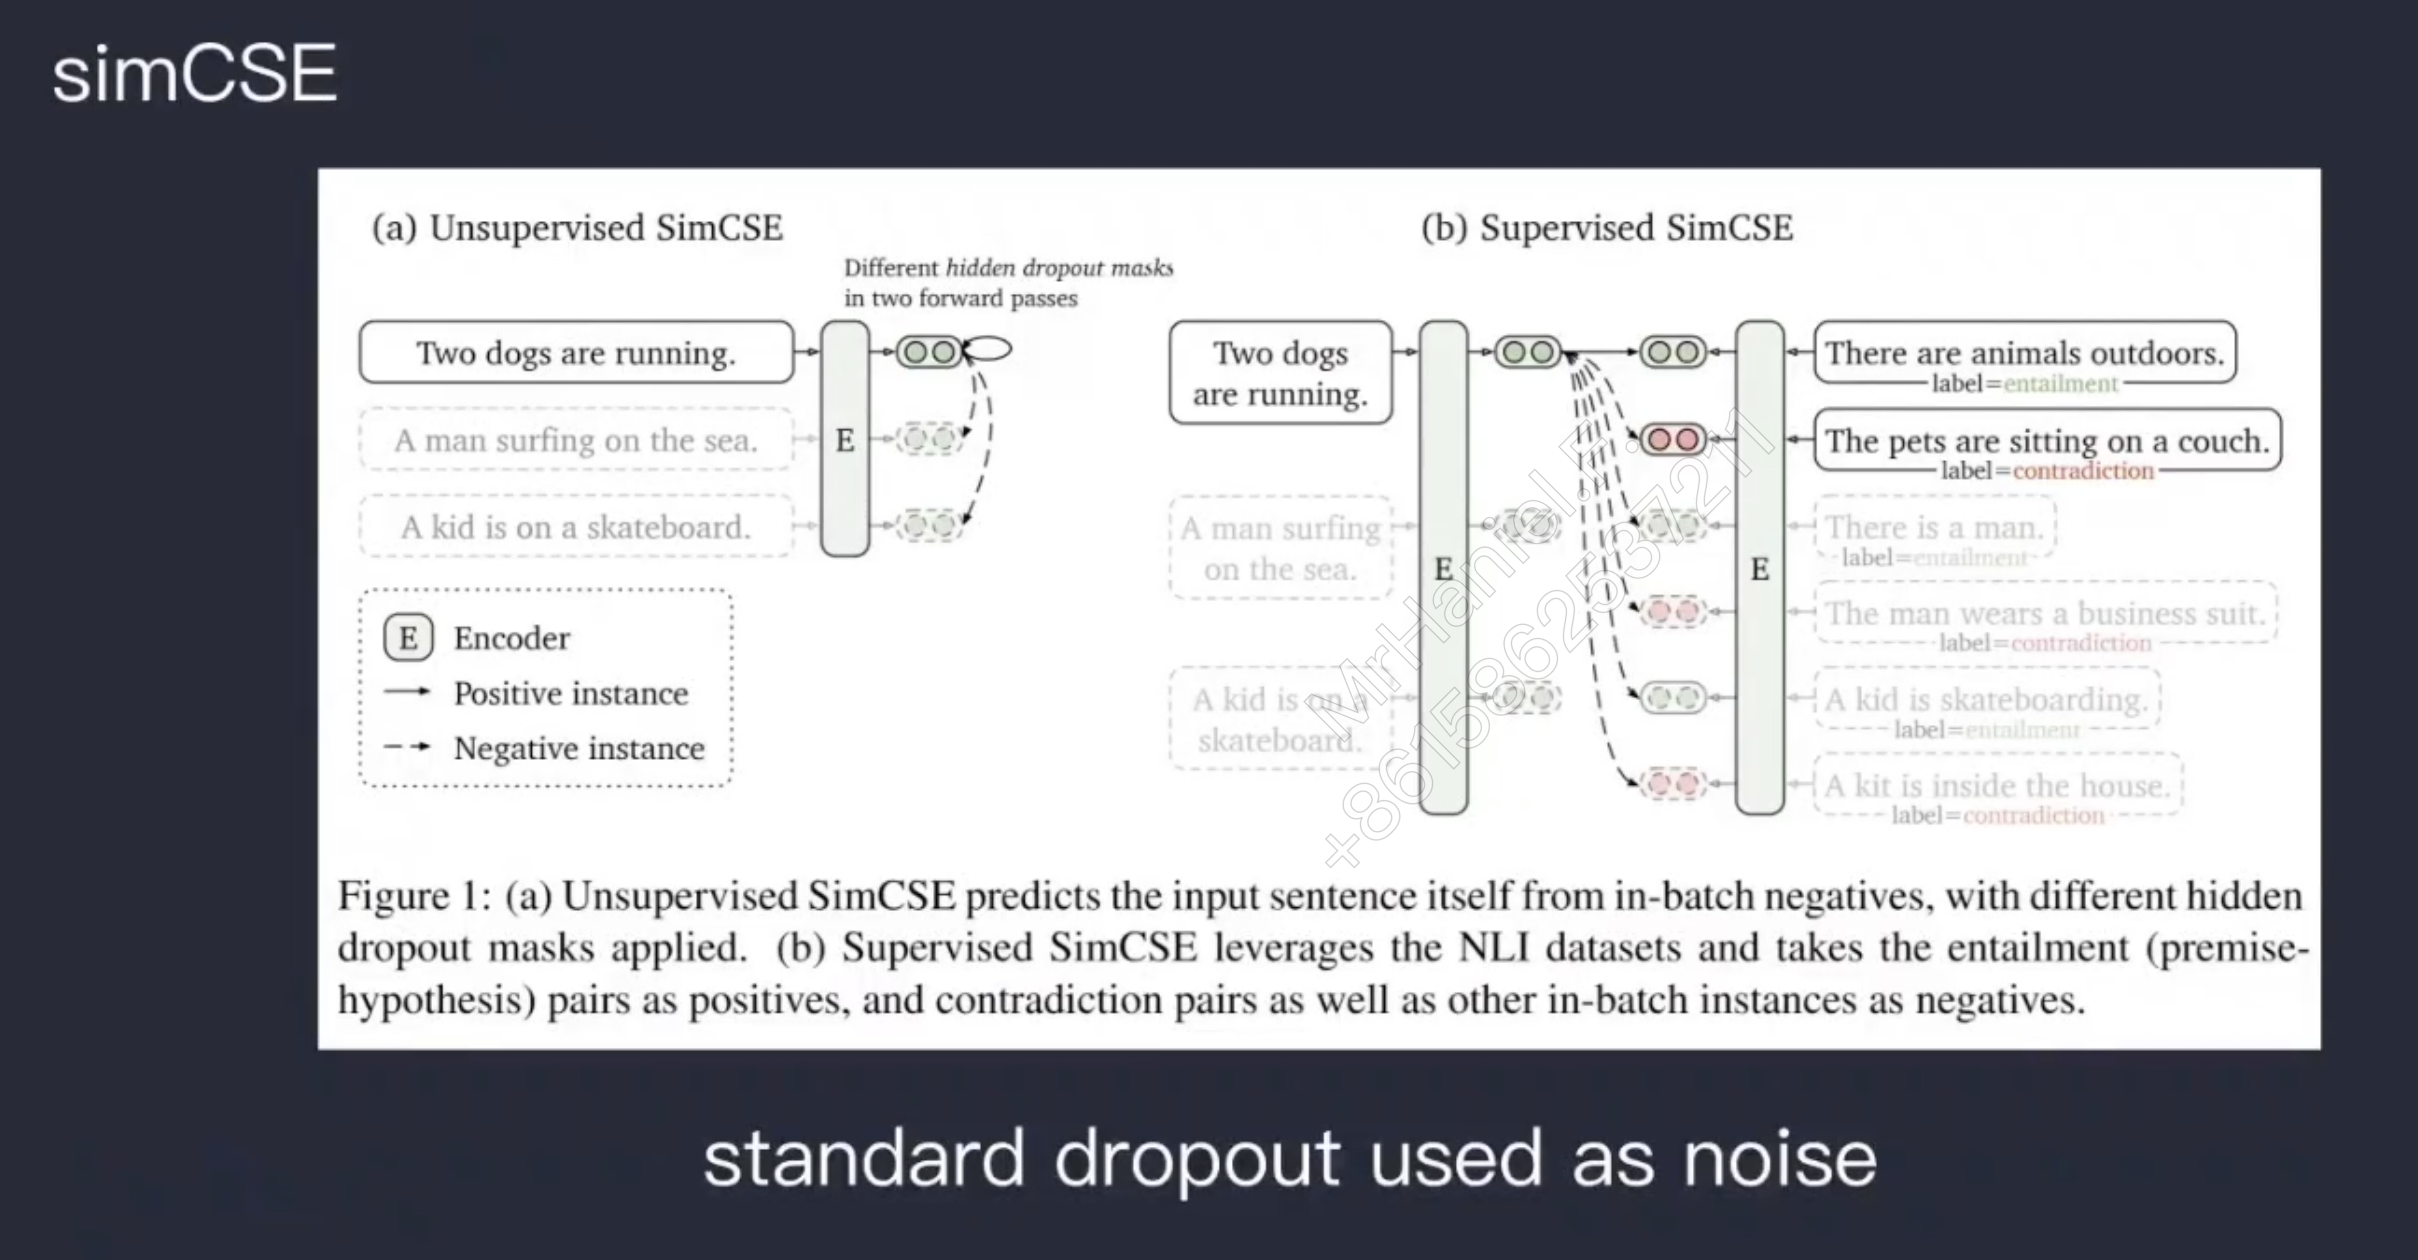 simCSE
(a) Unsupervised SimCSE
Different hidden dropout masks
in two forward passes
Two dogs are running.
A man surfing on the sea.
E
A kid is on a skateboard.
E Encoder
Positive instance
Negative instance
(b) Supervised SimCSE
Two dogs
are running.
A man surfing
on the sea.
E
A kid is on a
skateboard.
E
There are animals outdoors.
label=entailment
The pets are sitting on a couch.
label=contradiction
There is a man.
label=entailment
The man wears a business suit.
label=contradiction
A kid is skateboarding.
label=entailment
A kit is inside the house.
label=contradiction
Figure 1: (a) Unsupervised SimCSE predicts the input sentence itself from in-batch negatives, with different hidden
dropout masks applied. (b) Supervised SimCSE leverages the NLI datasets and takes the entailment (premise-
hypothesis) pairs as positives, and contradiction pairs as well as other in-batch instances as negatives.
standard dropout used as noise
+8615862537211